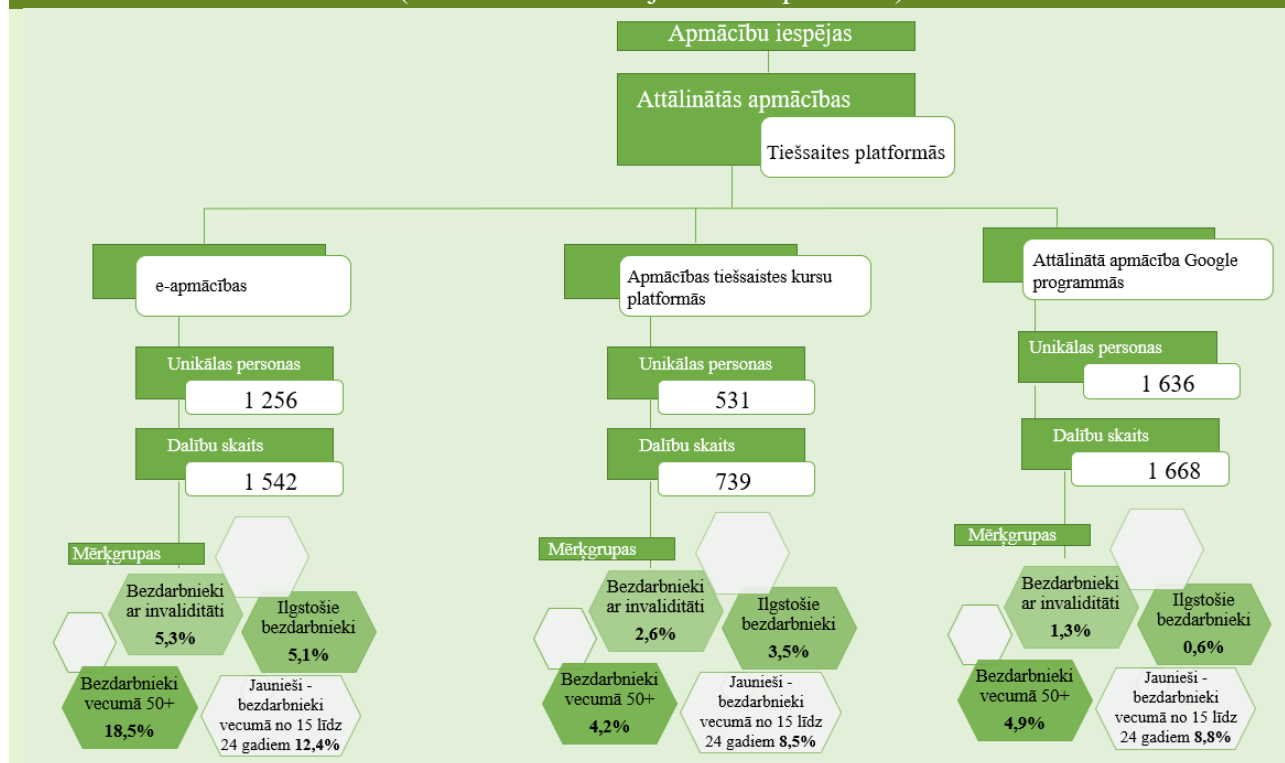 Apmācību iespējas
Attālinātās apmācības
Tiešsaites platformās
e-apmācības
Unikālas personas
1 256
Dalību skaits
1 542
Mērķgrupas
Bezdarbnieki
ar invaliditāti
5,3%
Ilgstošie
bezdarbnieki
5,1%
Bezdarbnieki
vecumā 50+
18,5%
Jaunieši -
bezdarbnieki
vecumā no 15 līdz
24 gadiem 12,4%
Apmācības tiešsaistes kursu
platformās
Unikālas personas
531
Dalību skaits
739
Mērķgrupas
Bezdarbnieki
ar invaliditāti
2,6%
Ilgstošie
bezdarbnieki
3,5%
Bezdarbnieki
vecumā 50+
4,2%
Jaunieši -
bezdarbnieki
vecumā no 15 līdz
24 gadiem 8,5%
Attālinātā apmācība Google
programmās
Unikālas personas
1 636
Dalību skaits
1 668
Mērķgrupas
Bezdarbnieki
ar invaliditāti
1,3%
Ilgstošie
bezdarbnieki
0,6%
Bezdarbnieki
vecumā 50+
4,9%
Jaunieši -
bezdarbnieki
vecumā no 15 līdz
24 gadiem 8,8%